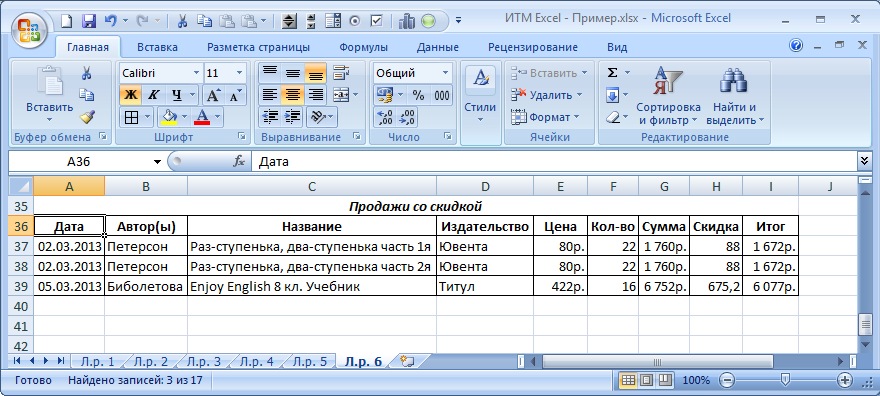 ИТМ Excel - Пример.xlsx - Microsoft Excel
Главная Вставка Разметка страницы Формулы Данные Рецензирование Вид
Вставить
Буфер обмена
Calibri 11
Ж К Ч
Шрифт
Выравнивание
Общий
% 000
Число
Стили
Вставить
Удалить
Формат
Ячейки
Σ
Сортировка и фильтр
Найти и выделить
Редактирование
A36 fx Дата
A B C D E F G H I J
35 Продажи со скидкой
36 Дата Автор(ы) Название Издательство Цена Кол-во Сумма Скидка Итог
37 02.03.2013 Петерсон Раз-ступенька, два-ступенька часть 1я Ювента 80р. 22 1 760р. 88 1 672р.
38 02.03.2013 Петерсон Раз-ступенька, два-ступенька часть 2я Ювента 80р. 22 1 760р. 88 1 672р.
39 05.03.2013 Биболетова Enjoy English 8 кл. Учебник Титул 422р. 16 6 752р. 675,2 6 077р.
40
41
42
Л.р. 1 Л.р. 2 Л.р. 3 Л.р. 4 Л.р. 5 Л.р. 6
Готово Найдено записей: 3 из 17 100%